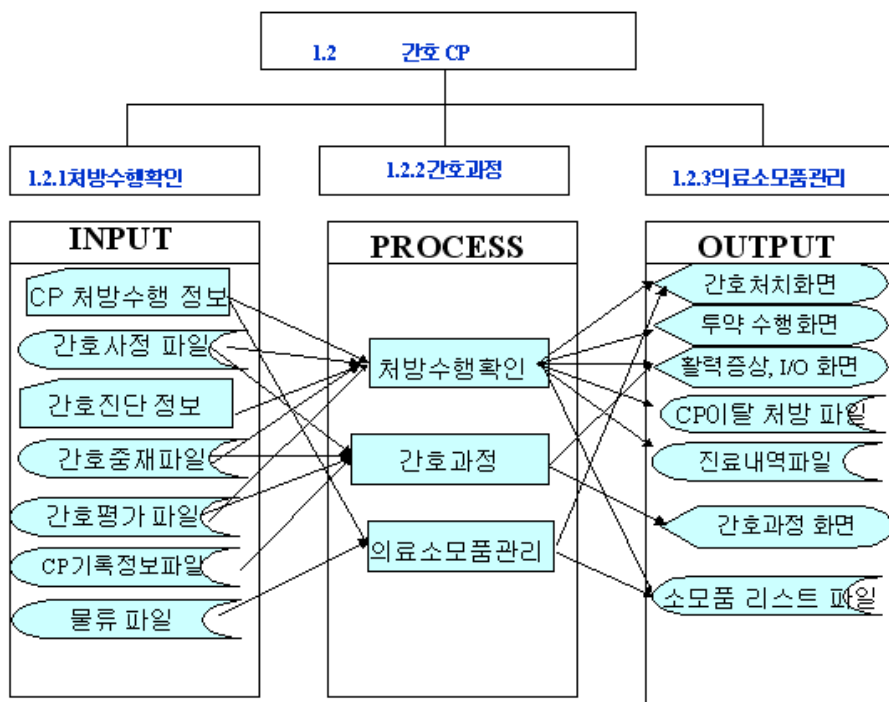 1.2 간호 CP
1.2.1처방수행확인
1.2.2간호과정
1.2.3의료소모품관리
INPUT
CP 처방수행 정보
간호사정 파일
간호진단 정보
간호중재파일
간호평가 파일
CP기록정보파일
물류 파일
PROCESS
처방수행확인
간호과정
의료소모품관리
OUTPUT
간호처치화면
투약 수행화면
활력증상, I/O 화면
CP이탈 처방 파일
진료내역파일
간호과정 화면
소모품 리스트 파일